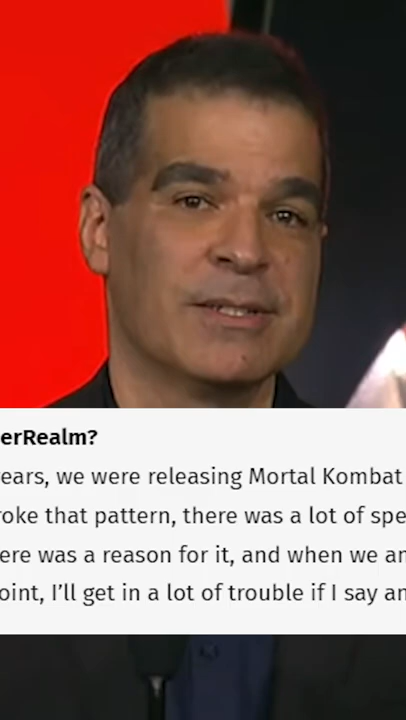 erRealm?
ears, we were releasing Mortal Kombat
roke that pattern, there was a lot of spe
ere was a reason for it, and when we an
oint, I'll get in a lot of trouble if I say an